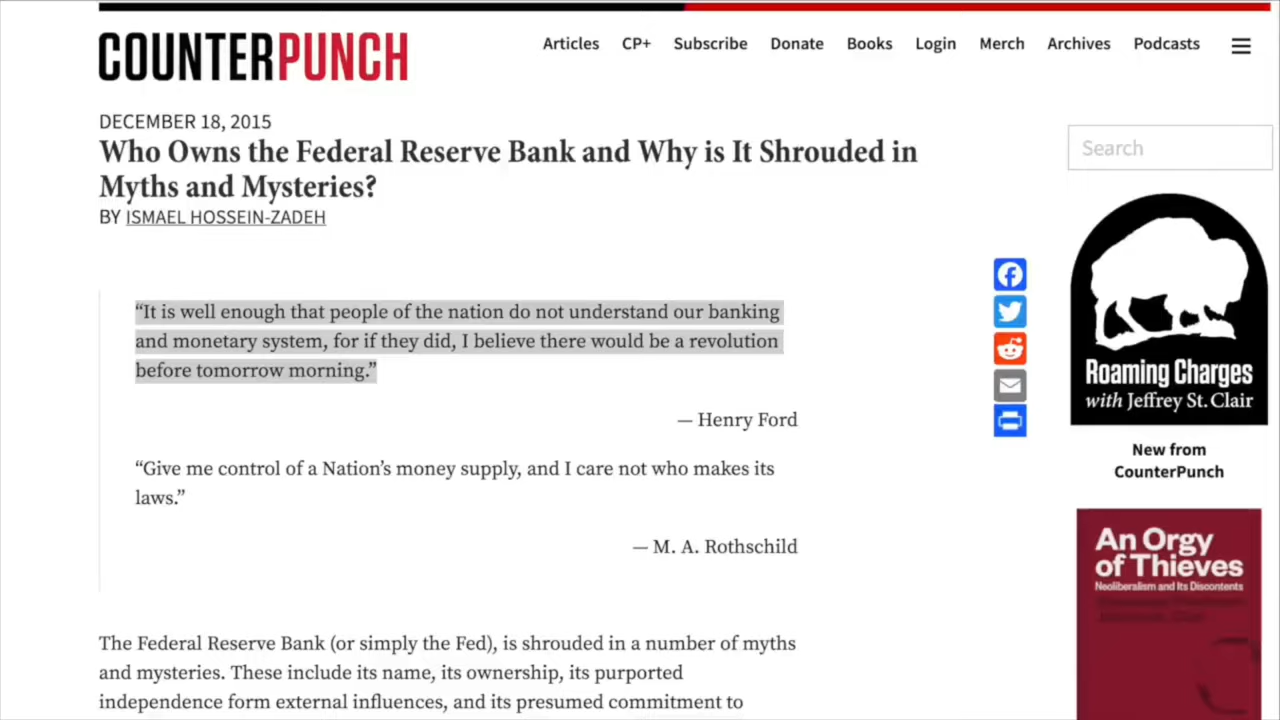 COUNTERPUNCH
Articles CP+ Subscribe Donate Books Login Merch Archives Podcasts
DECEMBER 18, 2015
Who Owns the Federal Reserve Bank and Why is It Shrouded in
Myths and Mysteries?
BY ISMAEL HOSSEIN-ZADEH
Search
“It is well enough that people of the nation do not understand our banking
and monetary system, for if they did, I believe there would be a revolution
before tomorrow morning.”
— Henry Ford
“Give me control of a Nation’s money supply, and I care not who makes its
laws.”
— M. A. Rothschild
The Federal Reserve Bank (or simply the Fed), is shrouded in a number of myths
and mysteries. These include its name, its ownership, its purported
independence form external influences, and its presumed commitment to
Roaming Charges
with Jeffrey St. Clair
New from
CounterPunch
An Orgy
of Thieves
Neoliberalism and Its Discontents